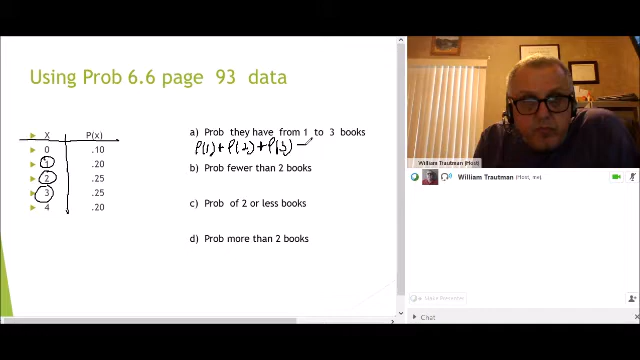 Using Prob 6.6 page 93 data
X P(x)
0 .10
1 .20
2 .25
3 .25
4 .20
a) Prob they have from 1 to 3 books
P(1) + P(2) + P(3) =
b) Prob fewer than 2 books
c) Prob of 2 or less books
d) Prob more than 2 books
William Trautman (Host)
William Trautman (Host, me)
Make Presenter
Chat